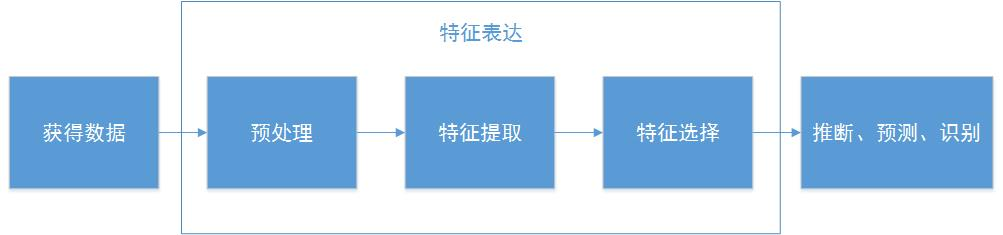 特征表达
获得数据
预处理
特征提取
特征选择
推断、预测、识别